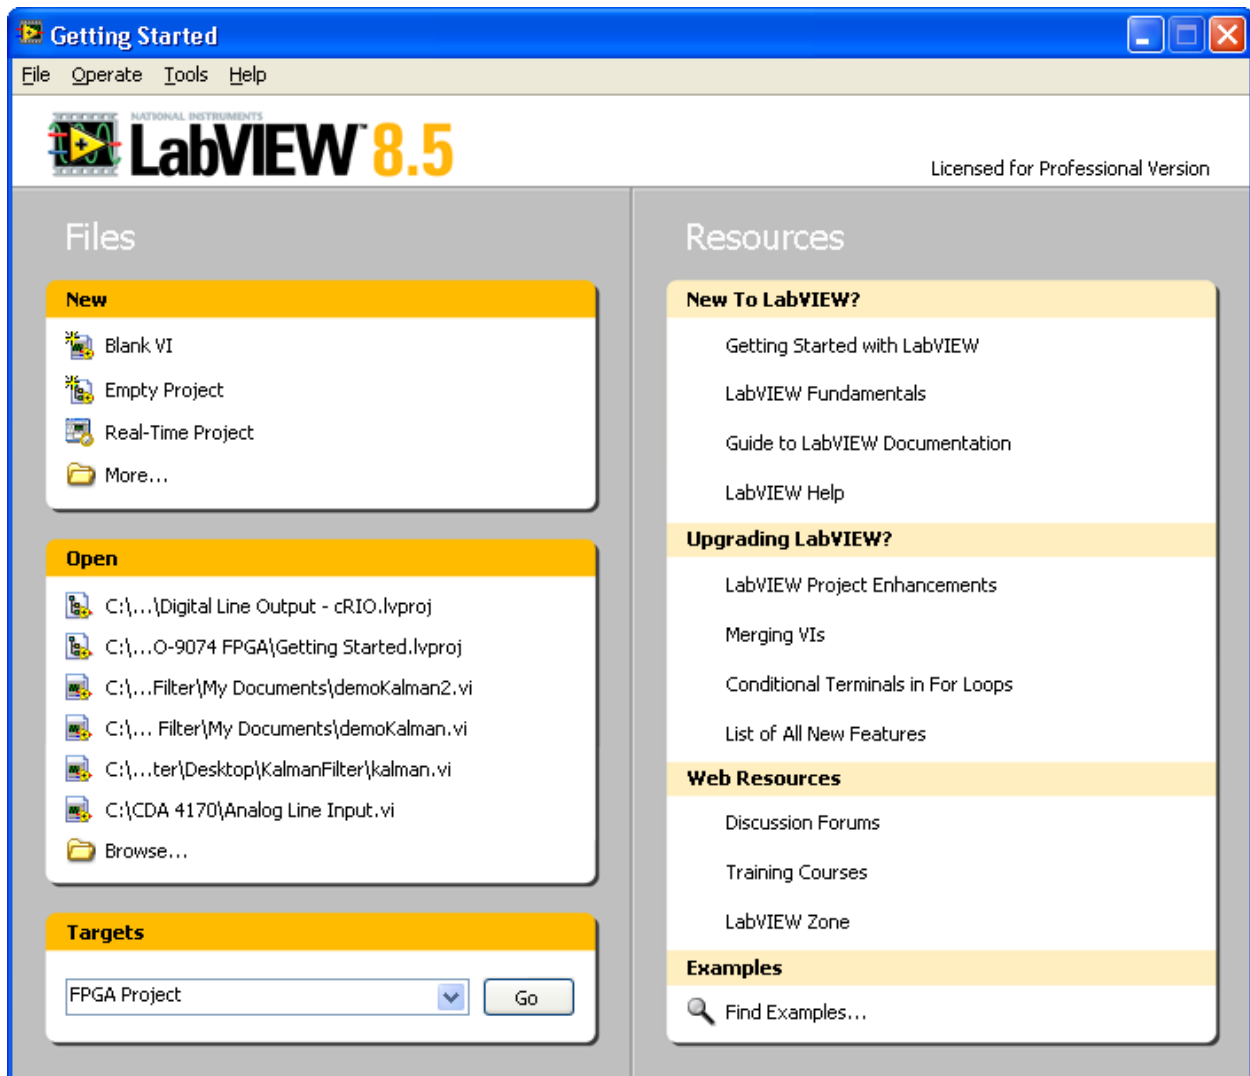 Getting Started
File Operate Tools Help
NATIONAL INSTRUMENTS
LabVIEW™ 8.5
Licensed for Professional Version
Files
New
Blank VI
Empty Project
Real-Time Project
More...
Open
C:\...\Digital Line Output - cRIO.lvproj
C:\...O-9074 FPGA\Getting Started.lvproj
C:\...Filter\My Documents\demoKalman2.vi
C:\... Filter\My Documents\demoKalman.vi
C:\...ter\Desktop\KalmanFilter\kalman.vi
C:\CDA 4170\Analog Line Input.vi
Browse...
Targets
FPGA Project
Go
Resources
New To LabVIEW?
Getting Started with LabVIEW
LabVIEW Fundamentals
Guide to LabVIEW Documentation
LabVIEW Help
Upgrading LabVIEW?
LabVIEW Project Enhancements
Merging VIs
Conditional Terminals in For Loops
List of All New Features
Web Resources
Discussion Forums
Training Courses
LabVIEW Zone
Examples
Find Examples...